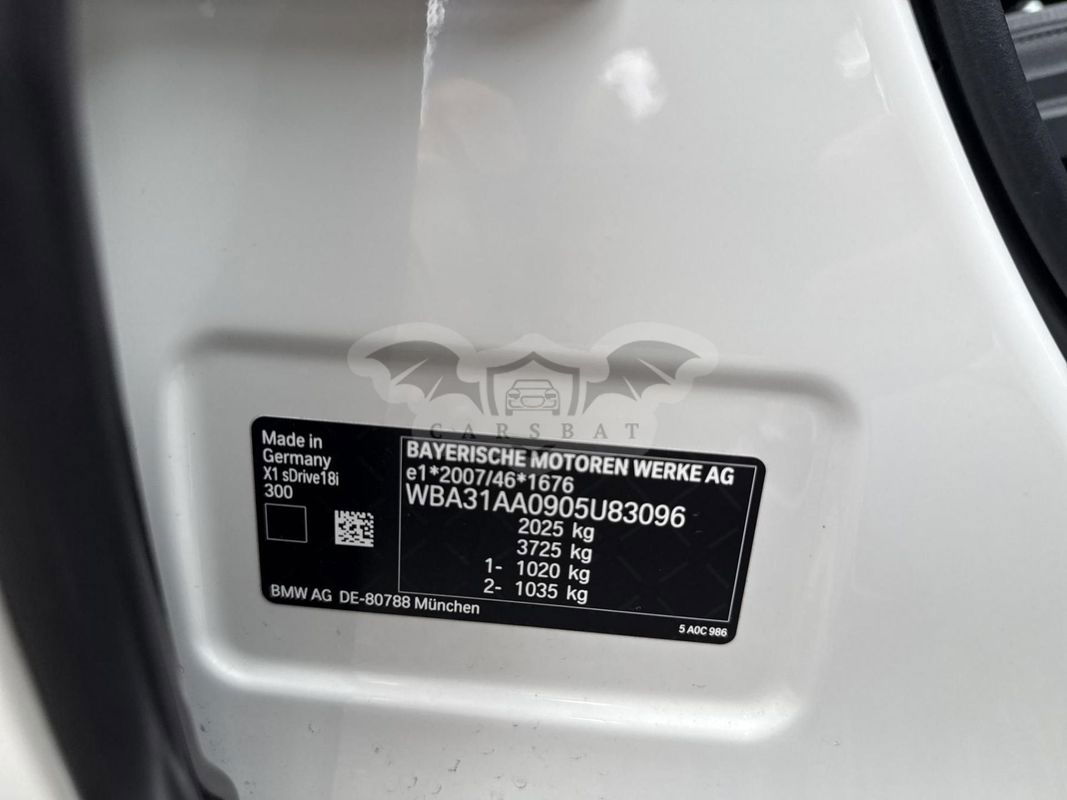 CARSBAT
Made in
Germany
X1 sDrive18i
300
BMW AG DE-80788 München
BAYERISCHE MOTOREN WERKE AG
e1*2007/46*1676
WBA31AA0905U83096
2025 kg
3725 kg
1- 1020 kg
2- 1035 kg
5 A0C 986